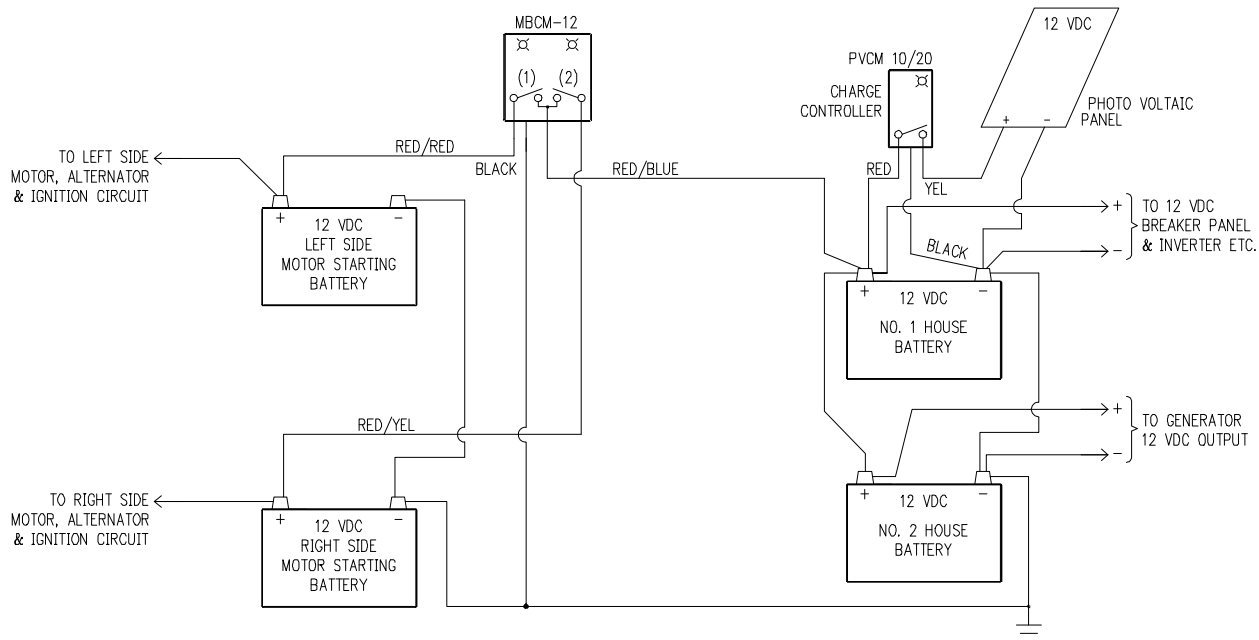 MBCM-12
(1) (2)
12 VDC
PVCM 10/20
CHARGE
CONTROLLER
+ -
PHOTO VOLTAIC
PANEL
RED/RED
BLACK
RED/BLUE
RED
YEL
BLACK
TO LEFT SIDE
MOTOR, ALTERNATOR
& IGNITION CIRCUIT
+ -
12 VDC
LEFT SIDE
MOTOR STARTING
BATTERY
+
-
TO 12 VDC
BREAKER PANEL
& INVERTER ETC.
+ -
12 VDC
NO. 1 HOUSE
BATTERY
RED/YEL
+
-
TO GENERATOR
12 VDC OUTPUT
TO RIGHT SIDE
MOTOR, ALTERNATOR
& IGNITION CIRCUIT
+ -
12 VDC
RIGHT SIDE
MOTOR STARTING
BATTERY
+ -
12 VDC
NO. 2 HOUSE
BATTERY